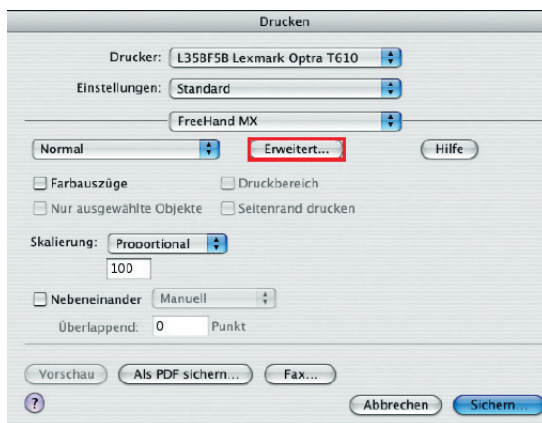 Drucken
Drucker: L35BF5B Lexmark Optra T610
Einstellungen: Standard
FreeHand MX
Normal Erweitert... Hilfe
Farbauszüge Druckbereich
Nur ausgewählte Objekte Seitenrand drucken
Skalierung: Proportional
100
Nebeneinander Manuell
Überlappend: 0 Punkt
Vorschau Als PDF sichern... Fax...
? Abbrechen Sichern...